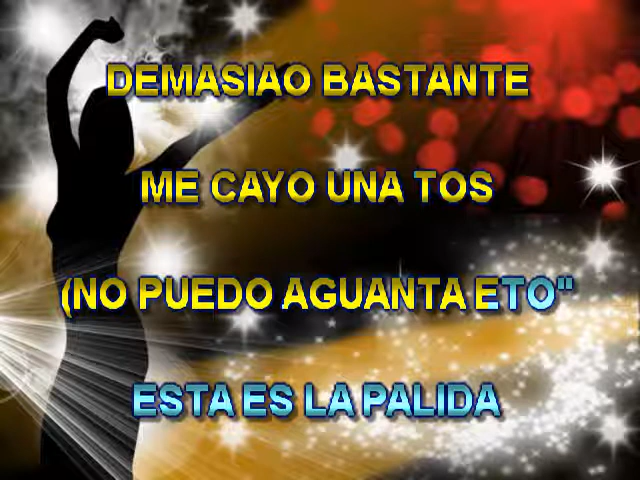 DEMASIAO BASTANTE
ME CAYO UNA TOS
(NO PUEDO AGUANTA ETO"
ESTA ES LA PALIDA